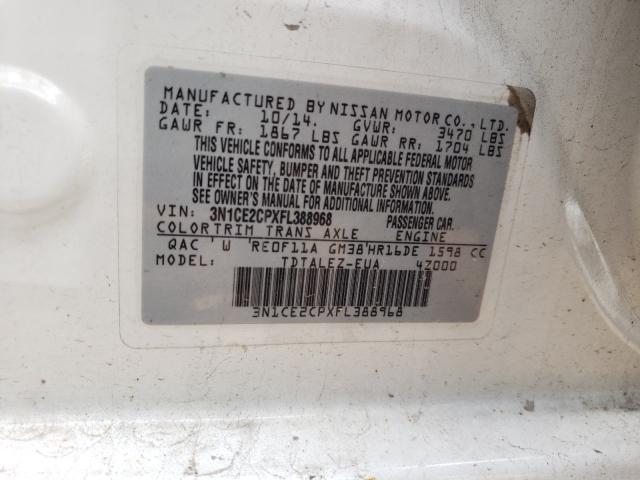 MANUFACTURED BY NISSAN MOTOR CO., LTD.
DATE: 10/14. GVWR: 3470 LBS
GAWR FR: 1867 LBS GAWR RR: 1704 LBS
THIS VEHICLE CONFORMS TO ALL APPLICABLE FEDERAL MOTOR
VEHICLE SAFETY, BUMPER AND THEFT PREVENTION STANDARDS
IN EFFECT ON THE DATE OF MANUFACTURE SHOWN ABOVE.
SEE OWNER'S MANUAL FOR ADDITIONAL INFORMATION.
VIN: 3N1CE2CPXFL388968 PASSENGER CAR.
COLOR TRIM TRANS AXLE ENGINE
QAC W RE0F11A GM38 HR16DE 1598 CC
TDTALEZ-EUA 4Z000
3N1CE2CPXFL388968